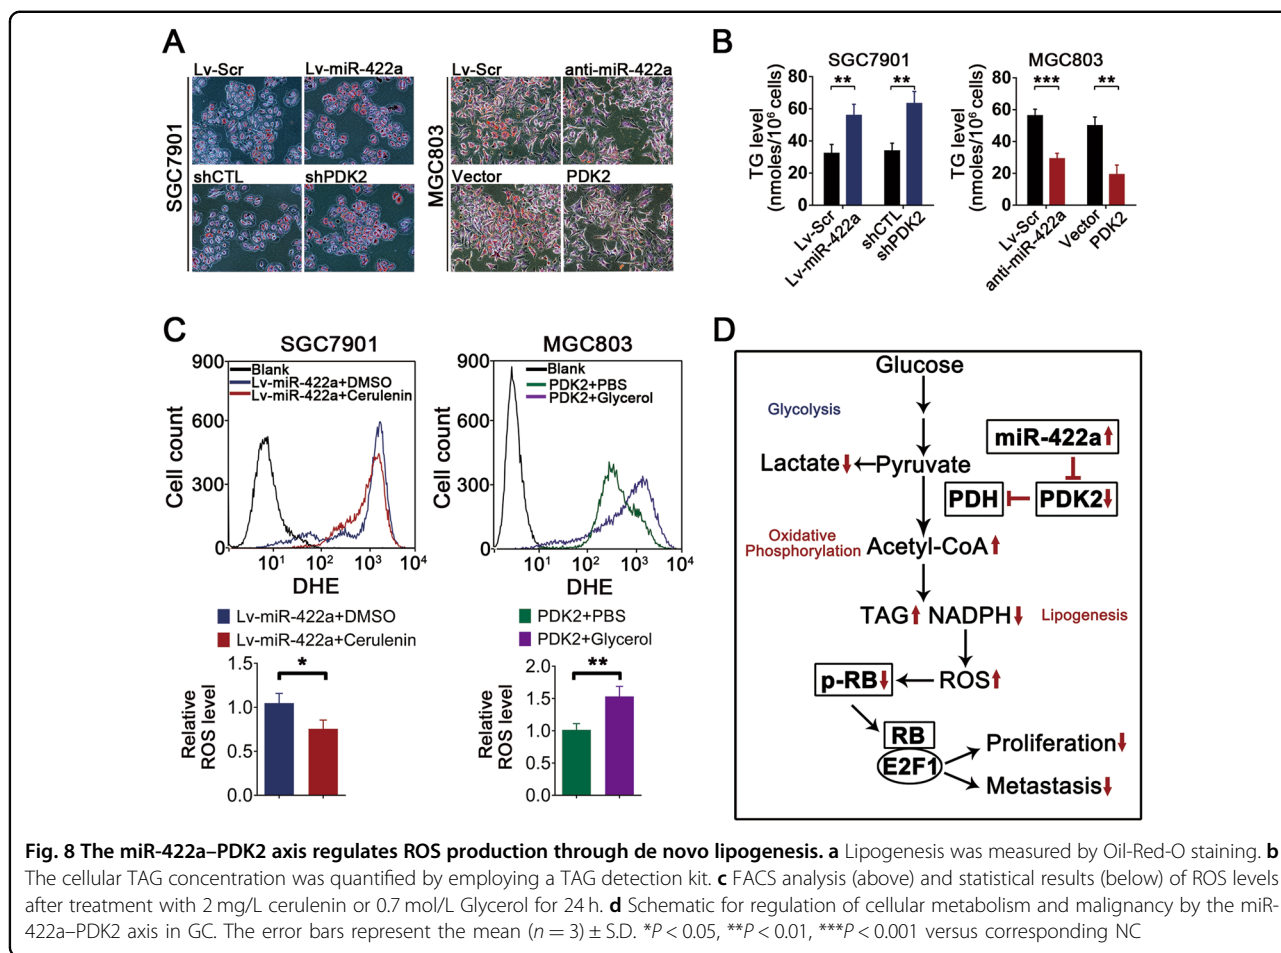 A
Lv-Scr
Lv-miR-422a
Lv-Scr
anti-miR-422a
SGC7901
MGC803
shCTL
shPDK2
Vector
PDK2
B
SGC7901
MGC803
TG level
(nmoles/10⁶ cells)
80
60
40
20
0
** **
Lv-Scr
Lv-miR-422a
shCTL
shPDK2
TG level
(nmoles/10⁶ cells)
80
60
40
20
0
*** **
Lv-Scr
anti-miR-422a
Vector
PDK2
C
SGC7901
Cell count
900
600
300
0
Blank
Lv-miR-422a+DMSO
Lv-miR-422a+Cerulenin
10¹ 10² 10³ 10⁴
DHE
MGC803
Cell count
900
600
300
0
Blank
PDK2+PBS
PDK2+Glycerol
10¹ 10² 10³ 10⁴
DHE
Lv-miR-422a+DMSO
Lv-miR-422a+Cerulenin
Relative
ROS level
1.5
1.0
0.5
0.0
*
PDK2+PBS
PDK2+Glycerol
Relative
ROS level
2.0
1.5
1.0
0.5
0.0
**
D
Glucose
Glycolysis
miR-422a
Lactate
Pyruvate
PDH
PDK2
Oxidative
Phosphorylation
Acetyl-CoA
TAG NADPH
Lipogenesis
p-RB
ROS
RB
E2F1
Proliferation
Metastasis
Fig. 8 The miR-422a–PDK2 axis regulates ROS production through de novo lipogenesis. a Lipogenesis was measured by Oil-Red-O staining. b
The cellular TAG concentration was quantified by employing a TAG detection kit. c FACS analysis (above) and statistical results (below) of ROS levels
after treatment with 2 mg/L cerulenin or 0.7 mol/L Glycerol for 24 h. d Schematic for regulation of cellular metabolism and malignancy by the miR-
422a–PDK2 axis in GC. The error bars represent the mean (n = 3) ± S.D. *P < 0.05, **P < 0.01, ***P < 0.001 versus corresponding NC